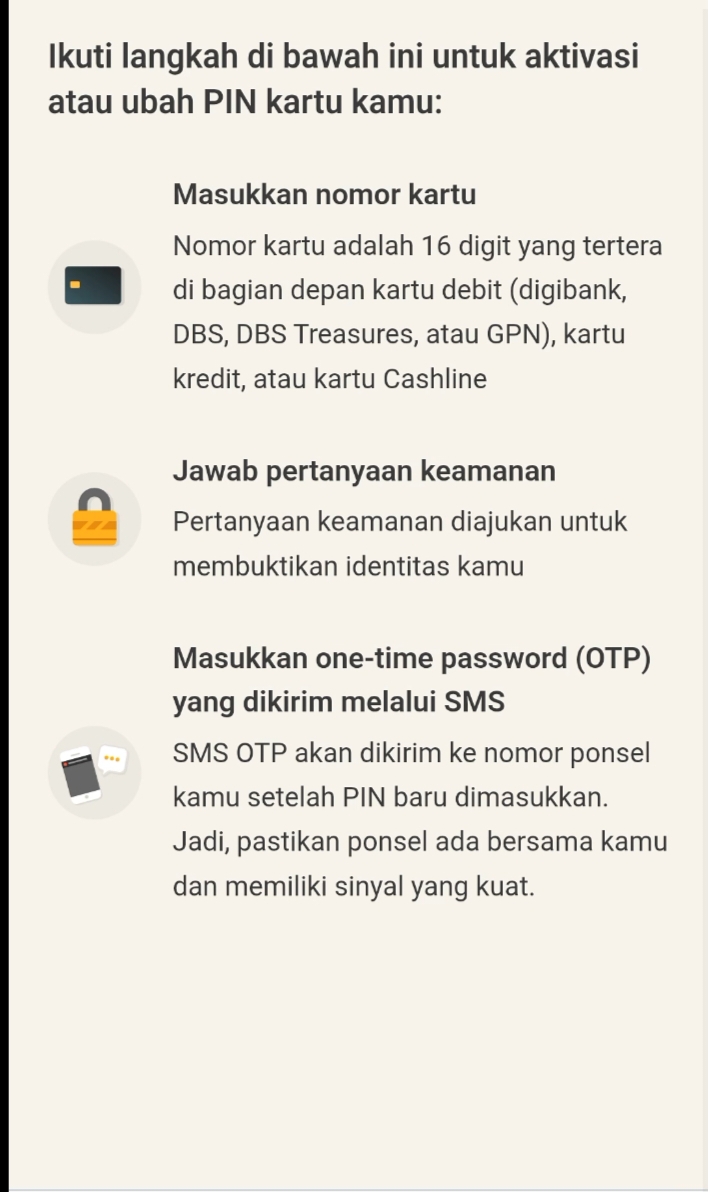 Ikuti langkah di bawah ini untuk aktivasi
atau ubah PIN kartu kamu:
Masukkan nomor kartu
Nomor kartu adalah 16 digit yang tertera
di bagian depan kartu debit (digibank,
DBS, DBS Treasures, atau GPN), kartu
kredit, atau kartu Cashline
Jawab pertanyaan keamanan
Pertanyaan keamanan diajukan untuk
membuktikan identitas kamu
Masukkan one-time password (OTP)
yang dikirim melalui SMS
SMS OTP akan dikirim ke nomor ponsel
kamu setelah PIN baru dimasukkan.
Jadi, pastikan ponsel ada bersama kamu
dan memiliki sinyal yang kuat.